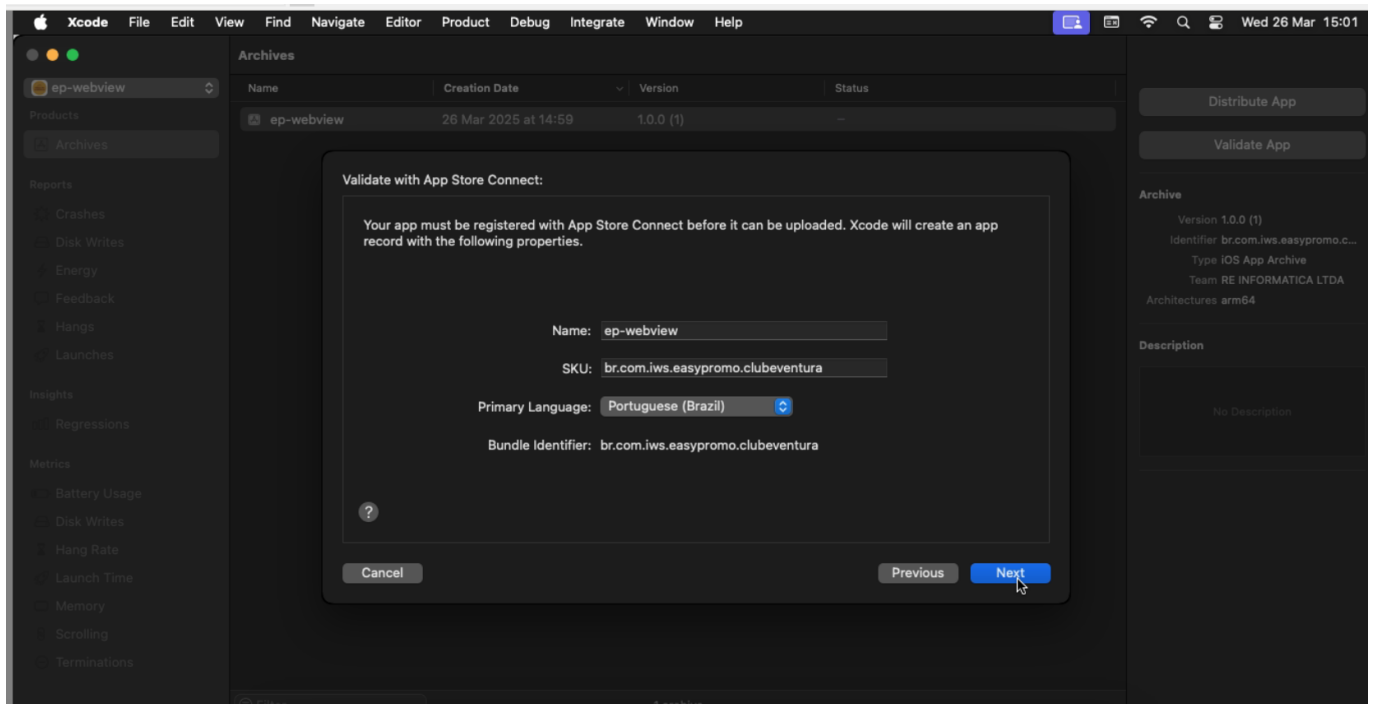 Xcode File Edit View Find Navigate Editor Product Debug Integrate Window Help Wed 26 Mar 15:01
Archives
ep-webview
Name Creation Date Version Status
Products
ep-webview 26 Mar 2025 at 14:59 1.0.0 (1) –
Archives
Reports
Crashes
Disk Writes
Energy
Feedback
Hangs
Launches
Insights
Regressions
Metrics
Battery Usage
Disk Writes
Hang Rate
Launch Time
Memory
Scrolling
Terminations
Validate with App Store Connect:
Your app must be registered with App Store Connect before it can be uploaded. Xcode will create an app
record with the following properties.
Name: ep-webview
SKU: br.com.iws.easypromo.clubeventura
Primary Language: Portuguese (Brazil)
Bundle Identifier: br.com.iws.easypromo.clubeventura
?
Cancel Previous Next
Distribute App
Validate App
Archive
Version 1.0.0 (1)
Identifier br.com.iws.easypromo.c...
Type iOS App Archive
Team RE INFORMATICA LTDA
Architectures arm64
Description
No Description